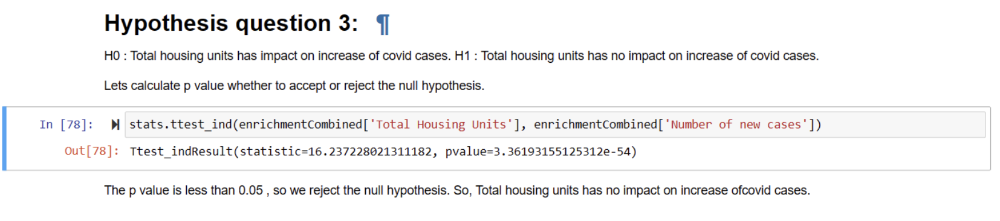 Hypothesis question 3: ¶
H0 : Total housing units has impact on increase of covid cases. H1 : Total housing units has no impact on increase of covid cases.
Lets calculate p value whether to accept or reject the null hypothesis.
In [78]: stats.ttest_ind(enrichmentCombined['Total Housing Units'], enrichmentCombined['Number of new cases'])
Out[78]: Ttest_indResult(statistic=16.237228021311182, pvalue=3.36193155125312e-54)
The p value is less than 0.05 , so we reject the null hypothesis. So, Total housing units has no impact on increase ofcovid cases.